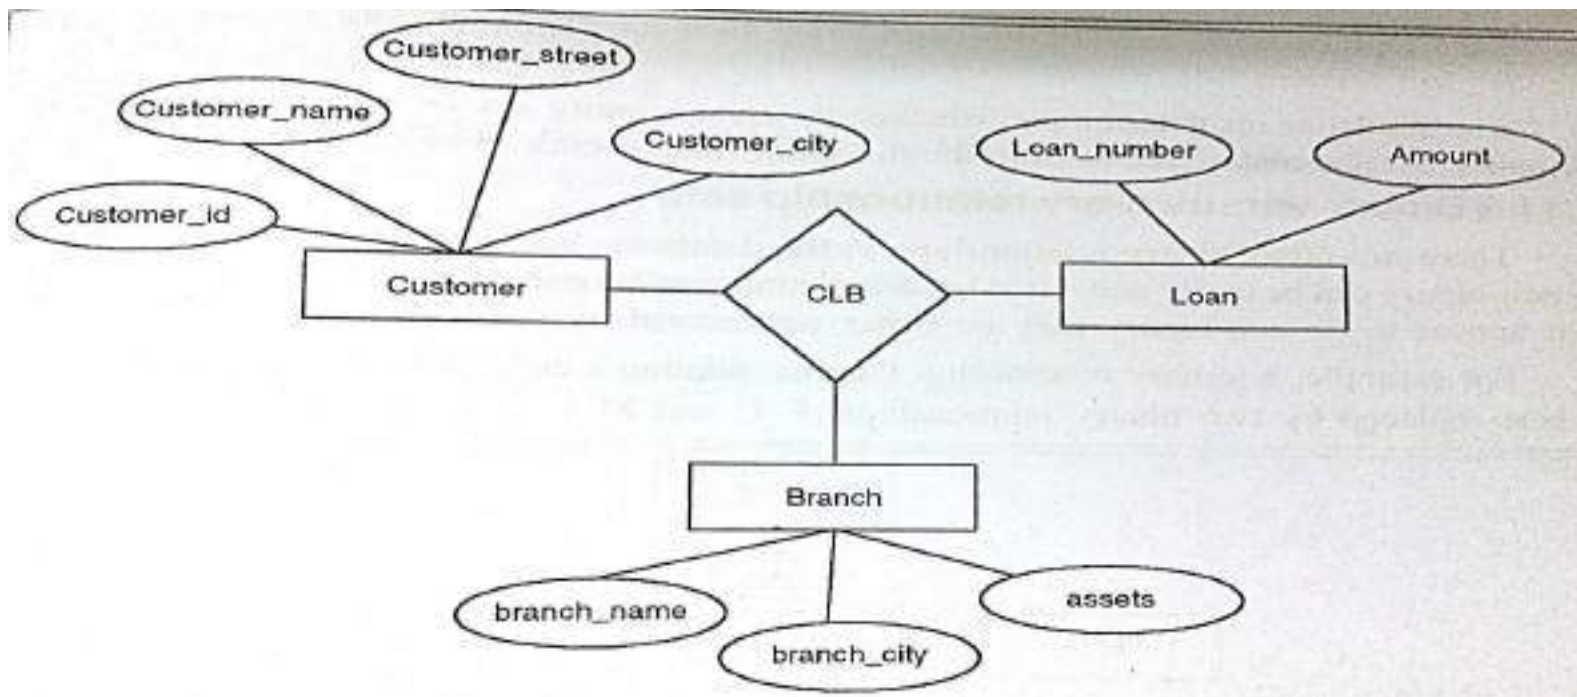 Customer_street
Customer_name
Customer_city
Loan_number
Amount
Customer_id
Customer
CLB
Loan
Branch
branch_name
assets
branch_city